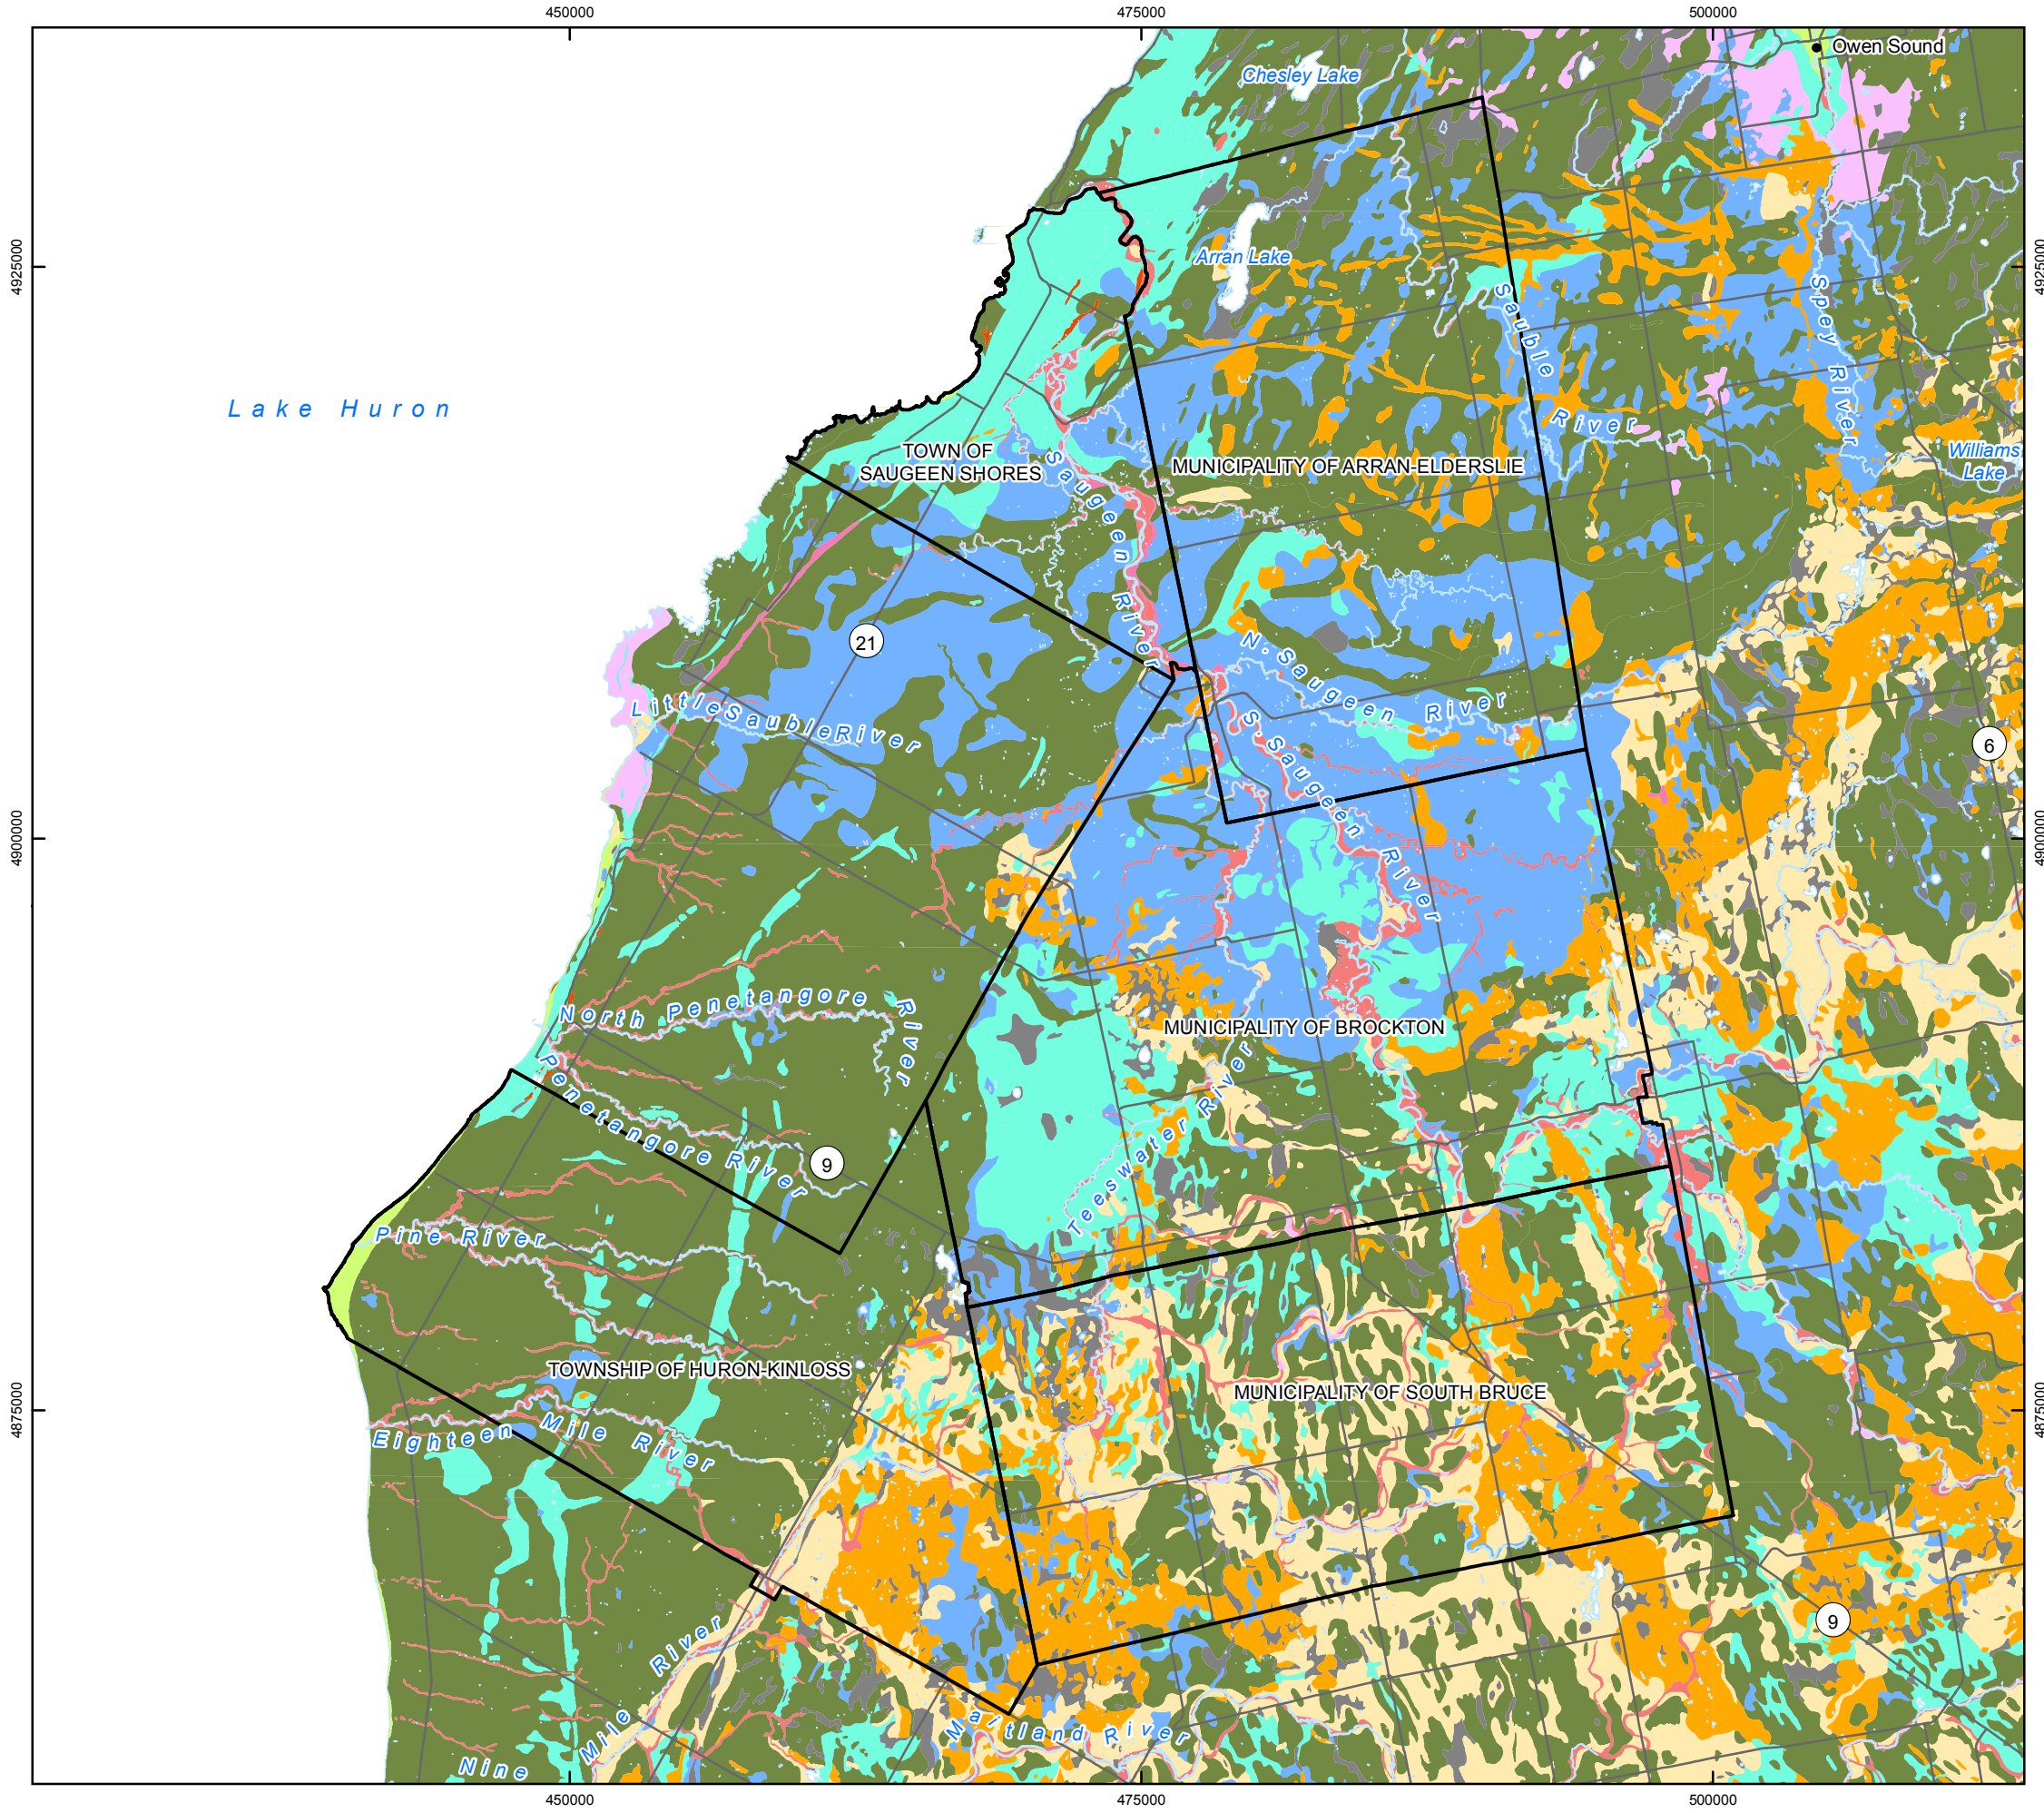 450000
475000
500000
Owen Sound
Chesley Lake
4925000
4925000
Arran Lake
Sauble
River
Spey River
Lake Huron
TOWN OF
SAUGEEN SHORES
MUNICIPALITY OF ARRAN-ELDERSLIE
Williams
Lake
Saugeen River
21
N. Saugeen River
Little Sauble River
S. Saugeen River
6
4900000
4900000
North Penetangore River
MUNICIPALITY OF BROCKTON
Penetangore River
9
Teeswater River
Pine River
TOWNSHIP OF HURON-KINLOSS
MUNICIPALITY OF SOUTH BRUCE
4875000
4875000
Eighteen Mile River
9
Nine Mile River
Maitland River
450000
475000
500000